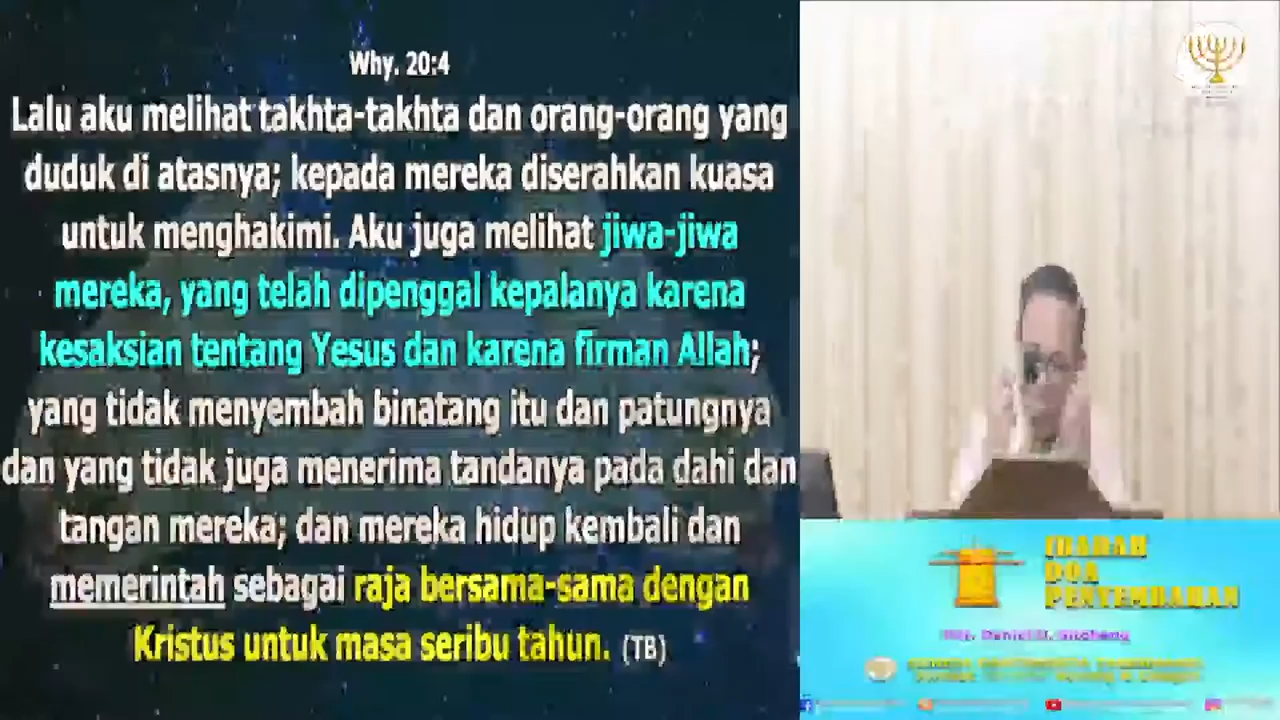 Why. 20:4
Lalu aku melihat takhta-takhta dan orang-orang yang
duduk di atasnya; kepada mereka diserahkan kuasa
untuk menghakimi. Aku juga melihat jiwa-jiwa
mereka, yang telah dipenggal kepalanya karena
kesaksian tentang Yesus dan karena firman Allah;
yang tidak menyembah binatang itu dan patungnya
dan yang tidak juga menerima tandanya pada dahi dan
tangan mereka; dan mereka hidup kembali dan
memerintah sebagai raja bersama-sama dengan
Kristus untuk masa seribu tahun. (TB)
IBADAH
DOA
PENYEMBAHAN